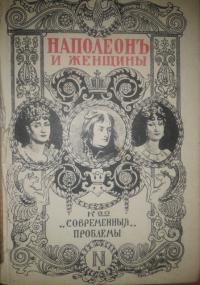 НАПОЛЕОНЪ
И ЖЕНЩИНЫ
К-во
„СОВРЕМЕННЫЯ
ПРОБЛЕМЫ”
N